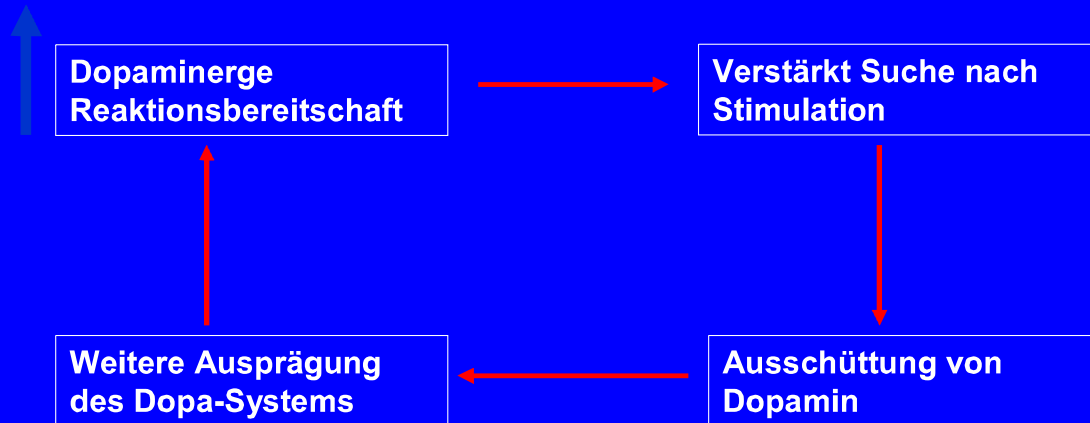 Dopaminerge
Reaktionsbereitschaft
Verstärkt Suche nach
Stimulation
Weitere Ausprägung
des Dopa-Systems
Ausschüttung von
Dopamin